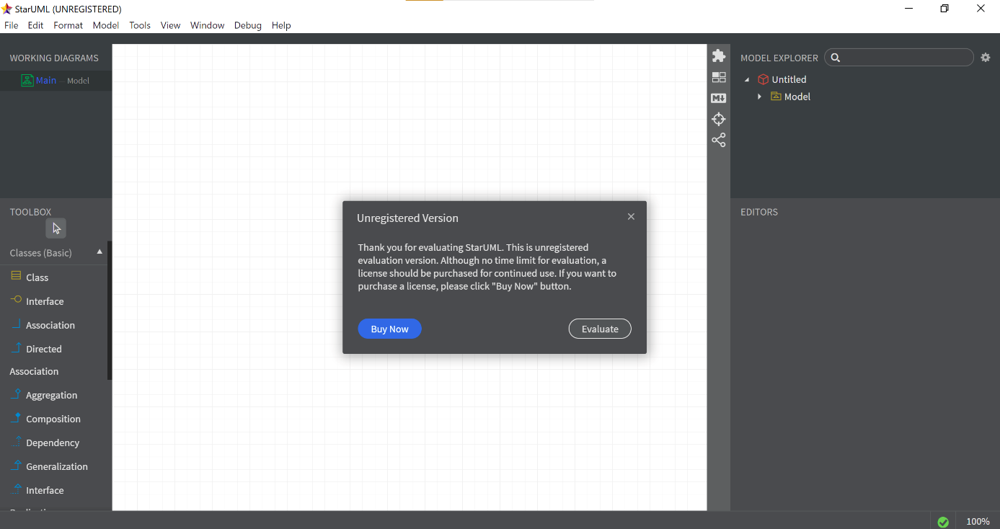 StarUML (UNREGISTERED)
File Edit Format Model Tools View Window Debug Help
WORKING DIAGRAMS
Main — Model
TOOLBOX
Classes (Basic)
Class
Interface
Association
Directed
Association
Aggregation
Composition
Dependency
Generalization
Interface
Unregistered Version
Thank you for evaluating StarUML. This is unregistered
evaluation version. Although no time limit for evaluation, a
license should be purchased for continued use. If you want to
purchase a license, please click "Buy Now" button.
Buy Now Evaluate
MODEL EXPLORER
Untitled
Model
EDITORS
100%